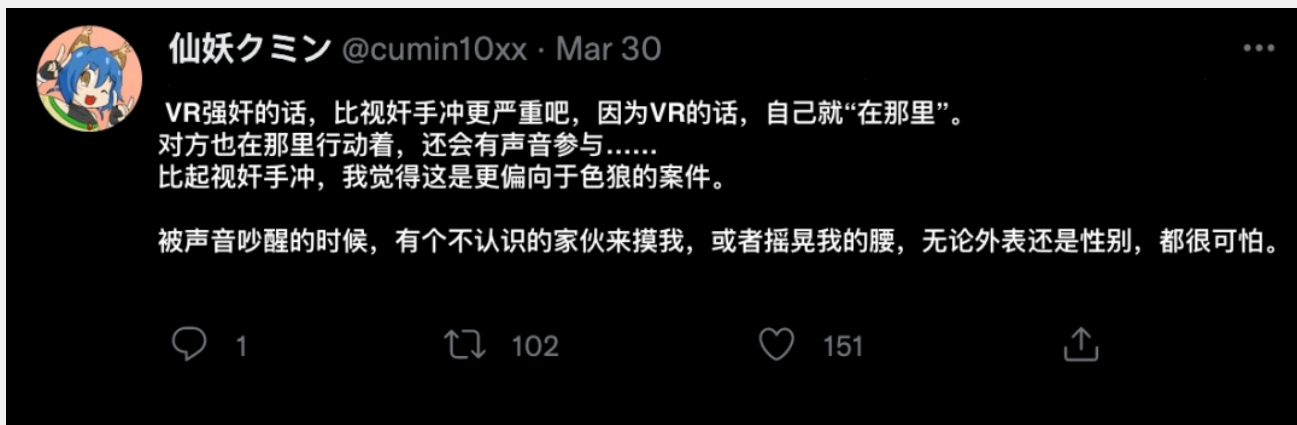 仙妖クミン @cumin10xx · Mar 30
VR强奸的话，比视奸手冲更严重吧，因为VR的话，自己就“在那里”。
对方也在那里行动着，还会有声音参与……
比起视奸手冲，我觉得这是更偏向于色狼的案件。
被声音吵醒的时候，有个不认识的家伙来摸我，或者摇晃我的腰，无论外表还是性别，都很可怕。
1 102 151